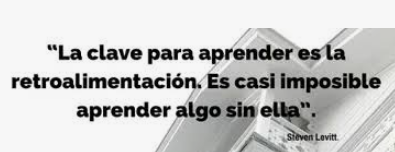 “La clave para aprender es la
retroalimentación. Es casi imposible
aprender algo sin ella”.
Steven Levitt.